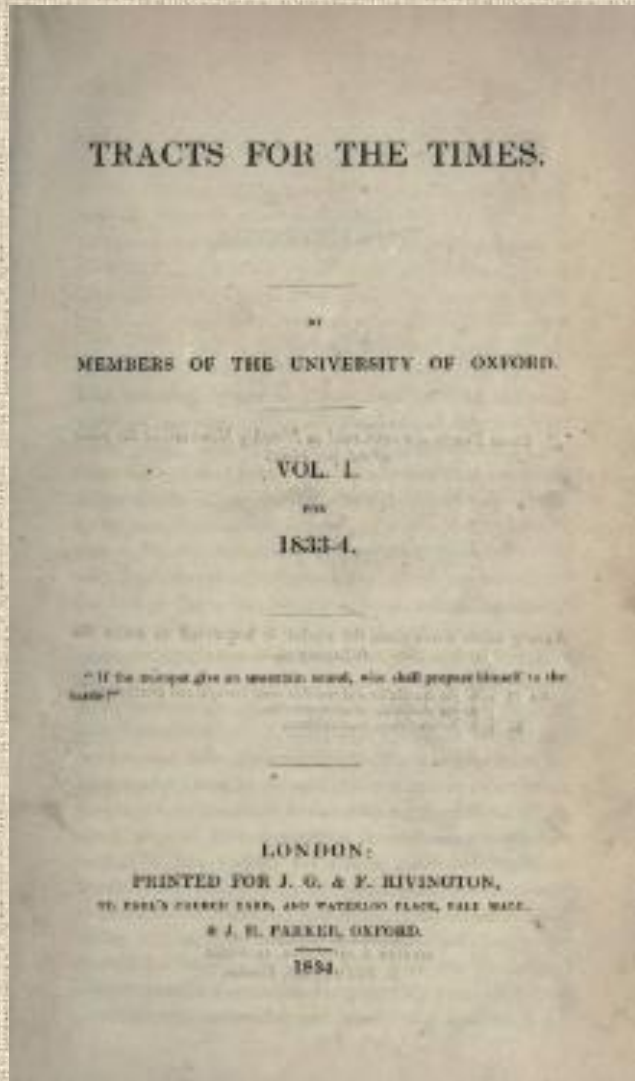 TRACTS FOR THE TIMES.
BY
MEMBERS OF THE UNIVERSITY OF OXFORD.
VOL. I.
FOR
1833-4.
"If the trumpet give an uncertain sound, who shall prepare himself to the
battle?"
LONDON:
PRINTED FOR J. G. & F. RIVINGTON,
ST. PAUL'S CHURCH YARD, AND WATERLOO PLACE, PALL MALL.
& J. H. PARKER, OXFORD.
1834.